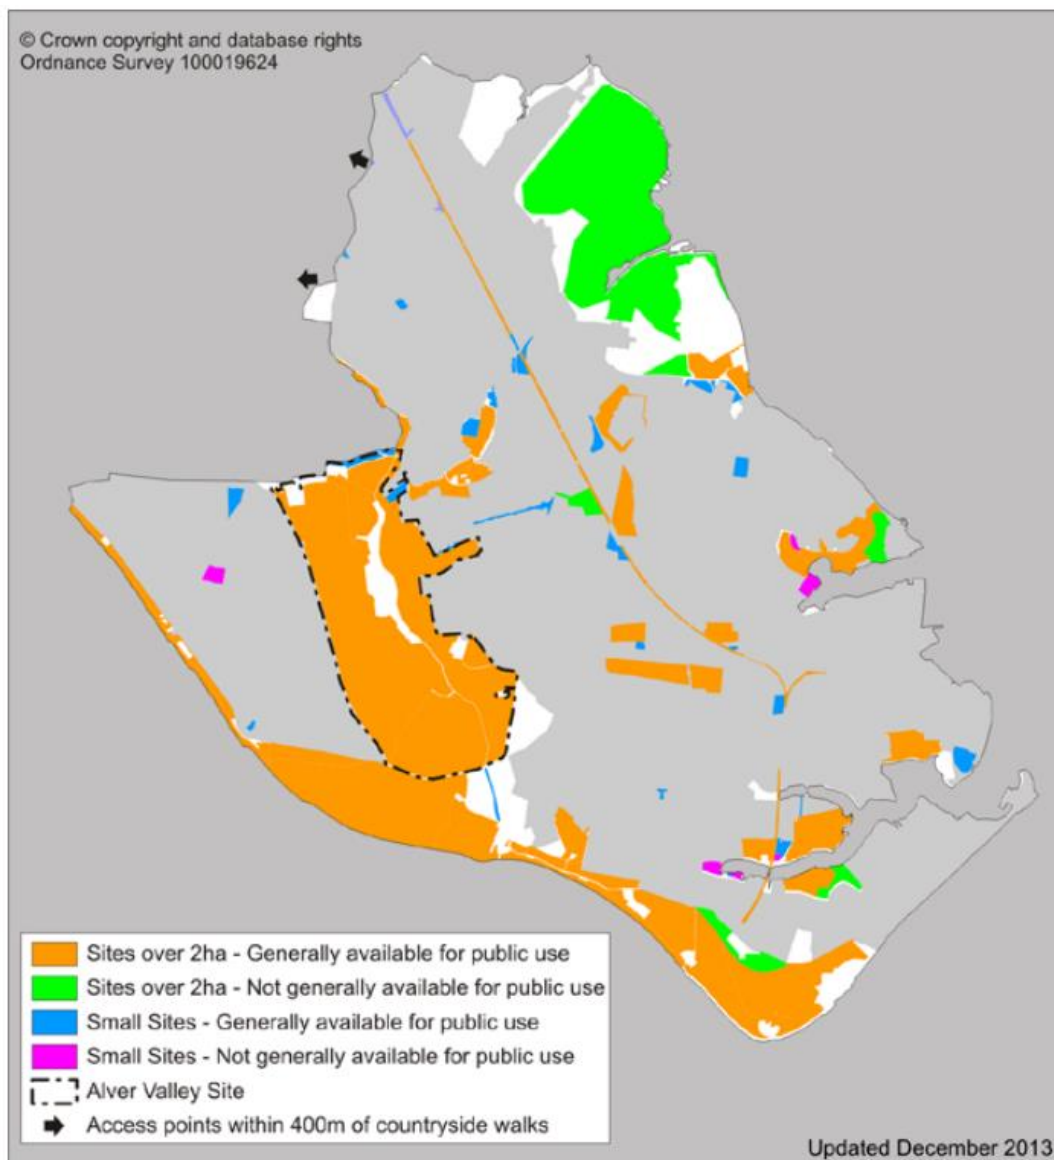 © Crown copyright and database rights
Ordnance Survey 100019624
Sites over 2ha - Generally available for public use
Sites over 2ha - Not generally available for public use
Small Sites - Generally available for public use
Small Sites - Not generally available for public use
Alver Valley Site
Access points within 400m of countryside walks
Updated December 2013